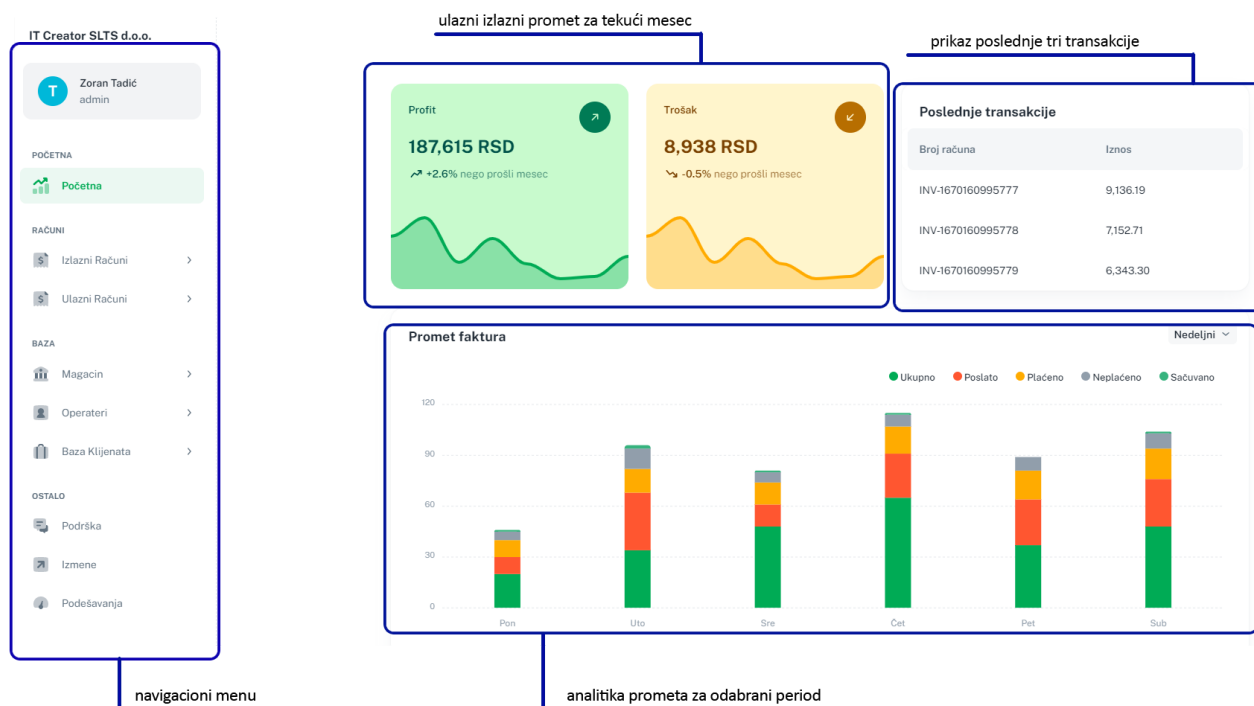 ulazni izlazni promet za tekući mesec
prikaz poslednje tri transakcije
IT Creator SLTS d.o.o.
T
Zoran Tadić
admin
POČETNA
Početna
RAČUNI
Izlazni Računi
Ulazni Računi
BAZA
Magacin
Operateri
Baza Klijenata
OSTALO
Podrška
Izmene
Podešavanja
Profit
187,615 RSD
+2.6% nego prošli mesec
Trošak
8,938 RSD
-0.5% nego prošli mesec
Poslednje transakcije
Broj računa Iznos
INV-1670160995777 9,136.19
INV-1670160995778 7,152.71
INV-1670160995779 6,343.30
Promet faktura
Nedeljni
Ukupno Poslato Plaćeno Neplaćeno Sačuvano
120
90
60
30
0
Pon Uto Sre Čet Pet Sub
navigacioni menu
analitika prometa za odabrani period